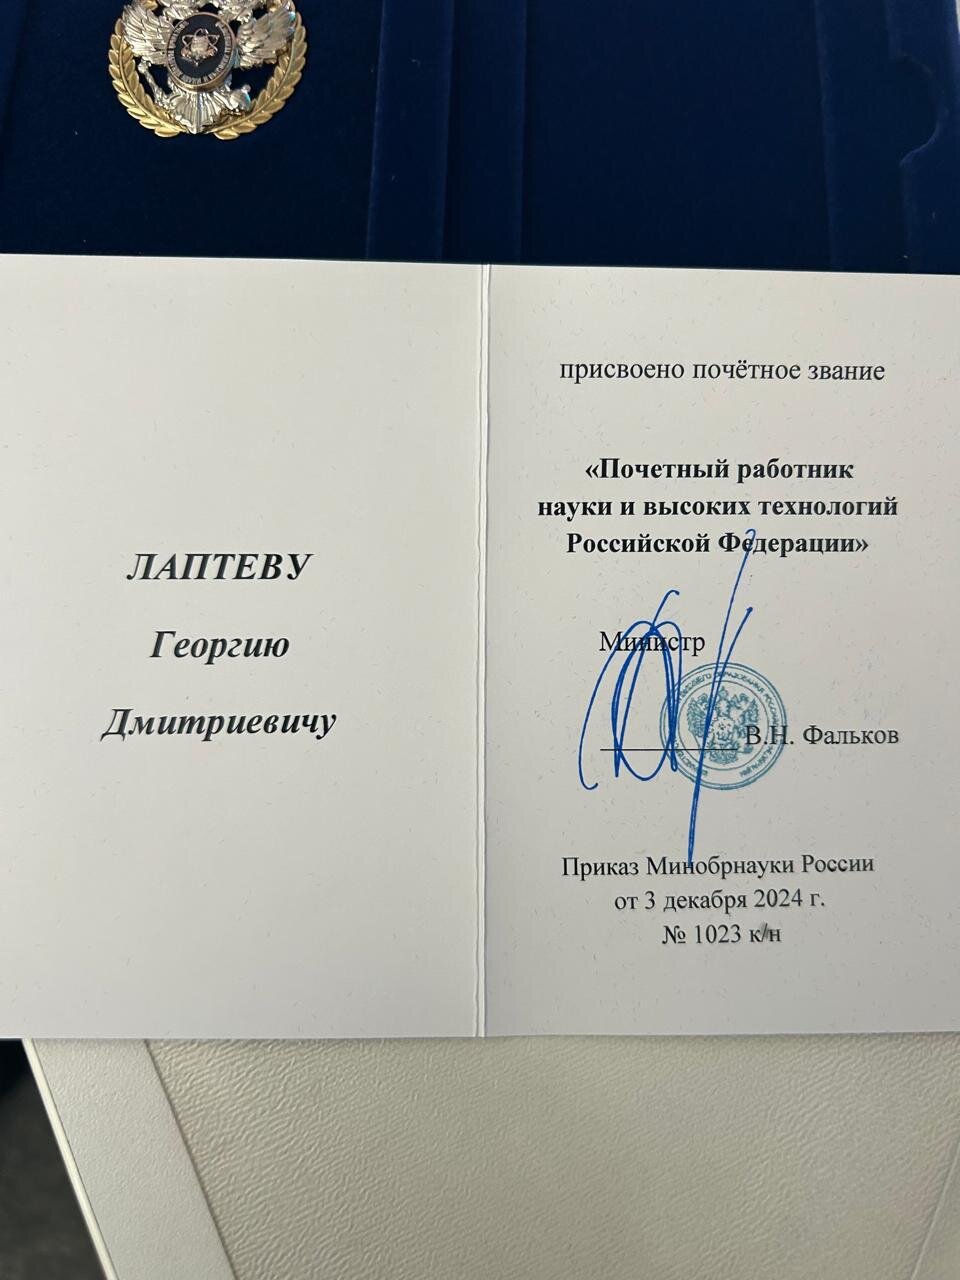 ЛАПТЕВУ
Георгию
Дмитриевичу
присвоено почётное звание
«Почетный работник
науки и высоких технологий
Российской Федерации»
Министр
В.Н. Фальков
Приказ Минобрнауки России
от 3 декабря 2024 г.
№ 1023 к/н